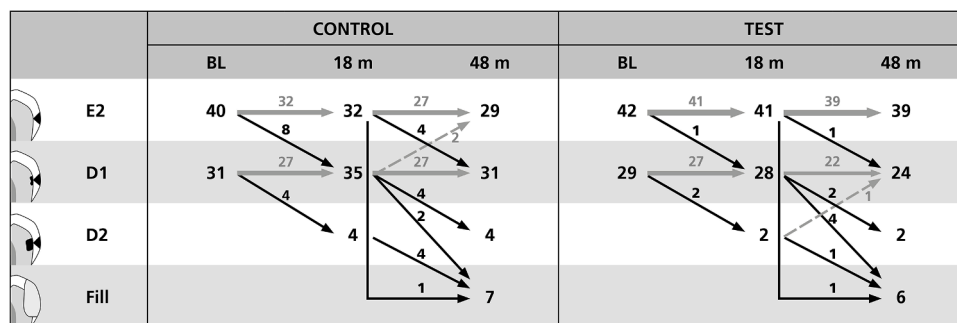 CONTROL TEST
BL 18 m 48 m BL 18 m 48 m
E2 40 32 32 27 29 42 41 41 39 39
8 4 2 1 1
D1 31 27 35 27 31 29 27 28 22 24
4 4 2 2 2 1 4
D2 4 4 2 2
4 1
Fill 1 7 1 6